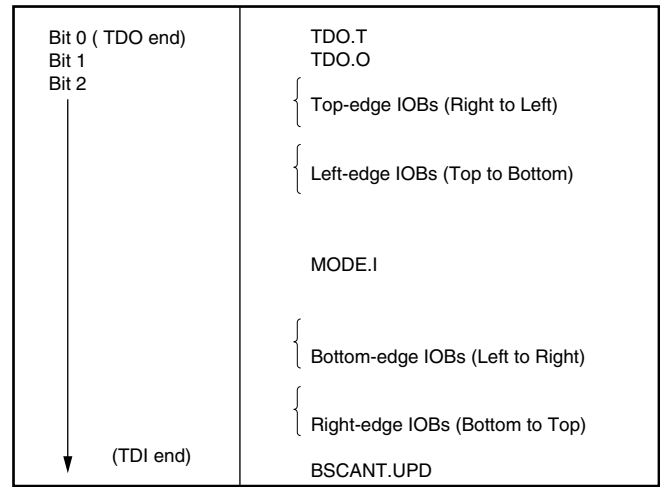 Bit 0 ( TDO end)
Bit 1
Bit 2
(TDI end)
TDO.T
TDO.O
Top-edge IOBs (Right to Left)
Left-edge IOBs (Top to Bottom)
MODE.I
Bottom-edge IOBs (Left to Right)
Right-edge IOBs (Bottom to Top)
BSCANT.UPD